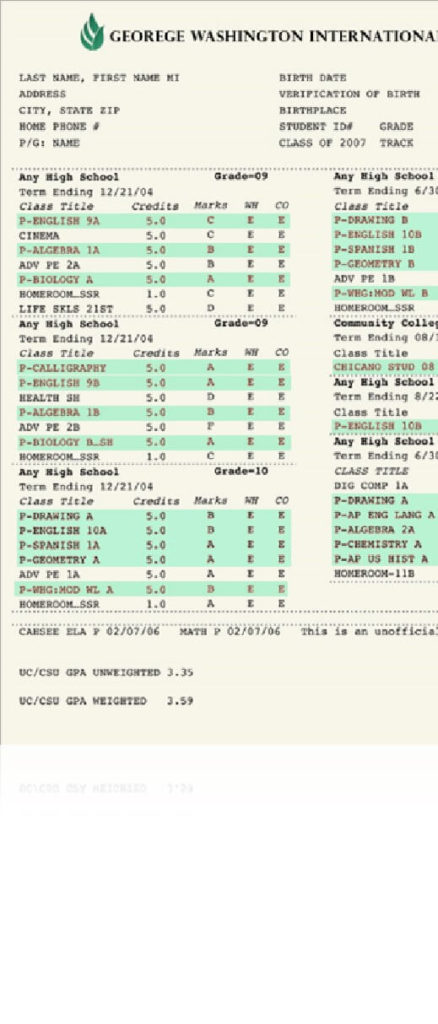 GEOREGE WASHINGTON INTERNATIONA
LAST NAME, FIRST NAME MI
ADDRESS
CITY, STATE ZIP
HOME PHONE #
P/G: NAME
BIRTH DATE
VERIFICATION OF BIRTH
BIRTHPLACE
STUDENT ID# GRADE
CLASS OF 2007 TRACK
Any High School Grade=09
Term Ending 12/21/04
Class Title Credits Marks WH CO
P-ENGLISH 9A 5.0 C E E
CINEMA 5.0 C E E
P-ALGEBRA 1A 5.0 B E E
ADV PE 2A 5.0 B E E
P-BIOLOGY A 5.0 A E E
HOMEROOM_SSR 1.0 C E E
LIFE SKLS 21ST 5.0 D E E
Any High School Grade=09
Term Ending 12/21/04
Class Title Credits Marks WH CO
P-CALLIGRAPHY 5.0 A E E
P-ENGLISH 9B 5.0 A E E
HEALTH SH 5.0 D E E
P-ALGEBRA 1B 5.0 B E E
ADV PE 2B 5.0 F E E
P-BIOLOGY B_SH 5.0 A E E
HOMEROOM_SSR 1.0 C E E
Any High School Grade=10
Term Ending 12/21/04
Class Title Credits Marks WH CO
P-DRAWING A 5.0 B E E
P-ENGLISH 10A 5.0 B E E
P-SPANISH 1A 5.0 A E E
P-GEOMETRY A 5.0 A E E
ADV PE 1A 5.0 A E E
P-WHG:MOD WL A 5.0 B E E
HOMEROOM_SSR 1.0 A E E
Any High School
Term Ending 6/30
Class Title
P-DRAWING B
P-ENGLISH 10B
P-SPANISH 1B
P-GEOMETRY B
ADV PE 1B
P-WHG:MOD WL B
HOMEROOM_SSR
Community Colleg
Term Ending 08/1
Class Title
CHICANO STUD 08
Any High School
Term Ending 8/22
Class Title
P-ENGLISH 10B
Any High School
Term Ending 6/30
CLASS TITLE
DIG COMP 1A
P-DRAWING A
P-AP ENG LANG A
P-ALGEBRA 2A
P-CHEMISTRY A
P-AP US HIST A
HOMEROOM-11B
CAHSEE ELA P 02/07/06 MATH P 02/07/06 This is an unofficial
UC/CSU GPA UNWEIGHTED 3.35
UC/CSU GPA WEIGHTED 3.59